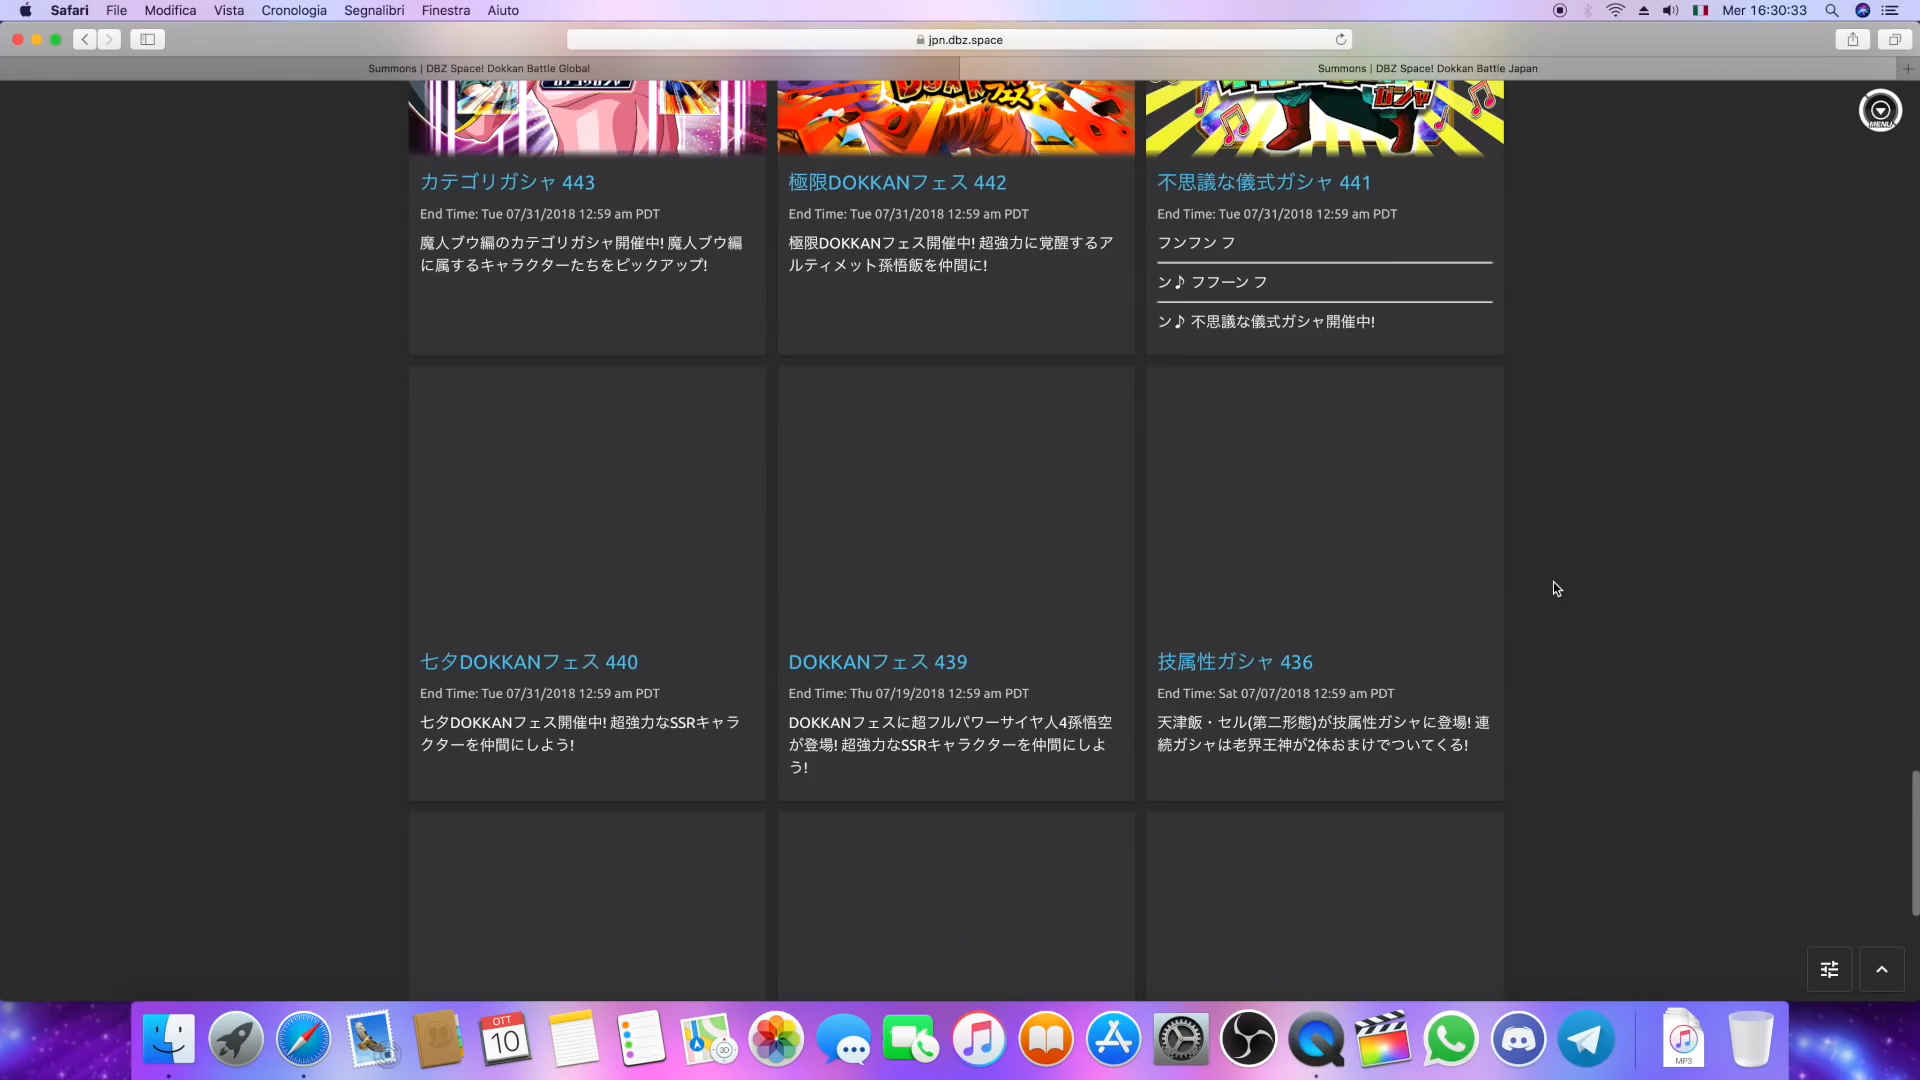 Safari File Modifica Vista Cronologia Segnalibri Finestra Aiuto Mer 16:30:33
jpn.dbz.space
Summons | DBZ Space! Dokkan Battle Global
Summons | DBZ Space! Dokkan Battle Japan
MENU
DOKKANフェス
ガシャ
カテゴリガシャ 443
End Time: Tue 07/31/2018 12:59 am PDT
魔人ブウ編のカテゴリガシャ開催中! 魔人ブウ編
に属するキャラクターたちをピックアップ!
極限DOKKANフェス 442
End Time: Tue 07/31/2018 12:59 am PDT
極限DOKKANフェス開催中! 超強力に覚醒するア
ルティメット孫悟飯を仲間に!
不思議な儀式ガシャ 441
End Time: Tue 07/31/2018 12:59 am PDT
フンフン フ
ン♪ フフーン フ
ン♪ 不思議な儀式ガシャ開催中!
七夕DOKKANフェス 440
End Time: Tue 07/31/2018 12:59 am PDT
七夕DOKKANフェス開催中! 超強力なSSRキャラ
クターを仲間にしよう!
DOKKANフェス 439
End Time: Thu 07/19/2018 12:59 am PDT
DOKKANフェスに超フルパワーサイヤ人4孫悟空
が登場! 超強力なSSRキャラクターを仲間にしよ
う!
技属性ガシャ 436
End Time: Sat 07/07/2018 12:59 am PDT
天津飯・セル(第二形態)が技属性ガシャに登場! 連
続ガシャは老界王神が2体おまけでついてくる!
OTT
10
30
MP3